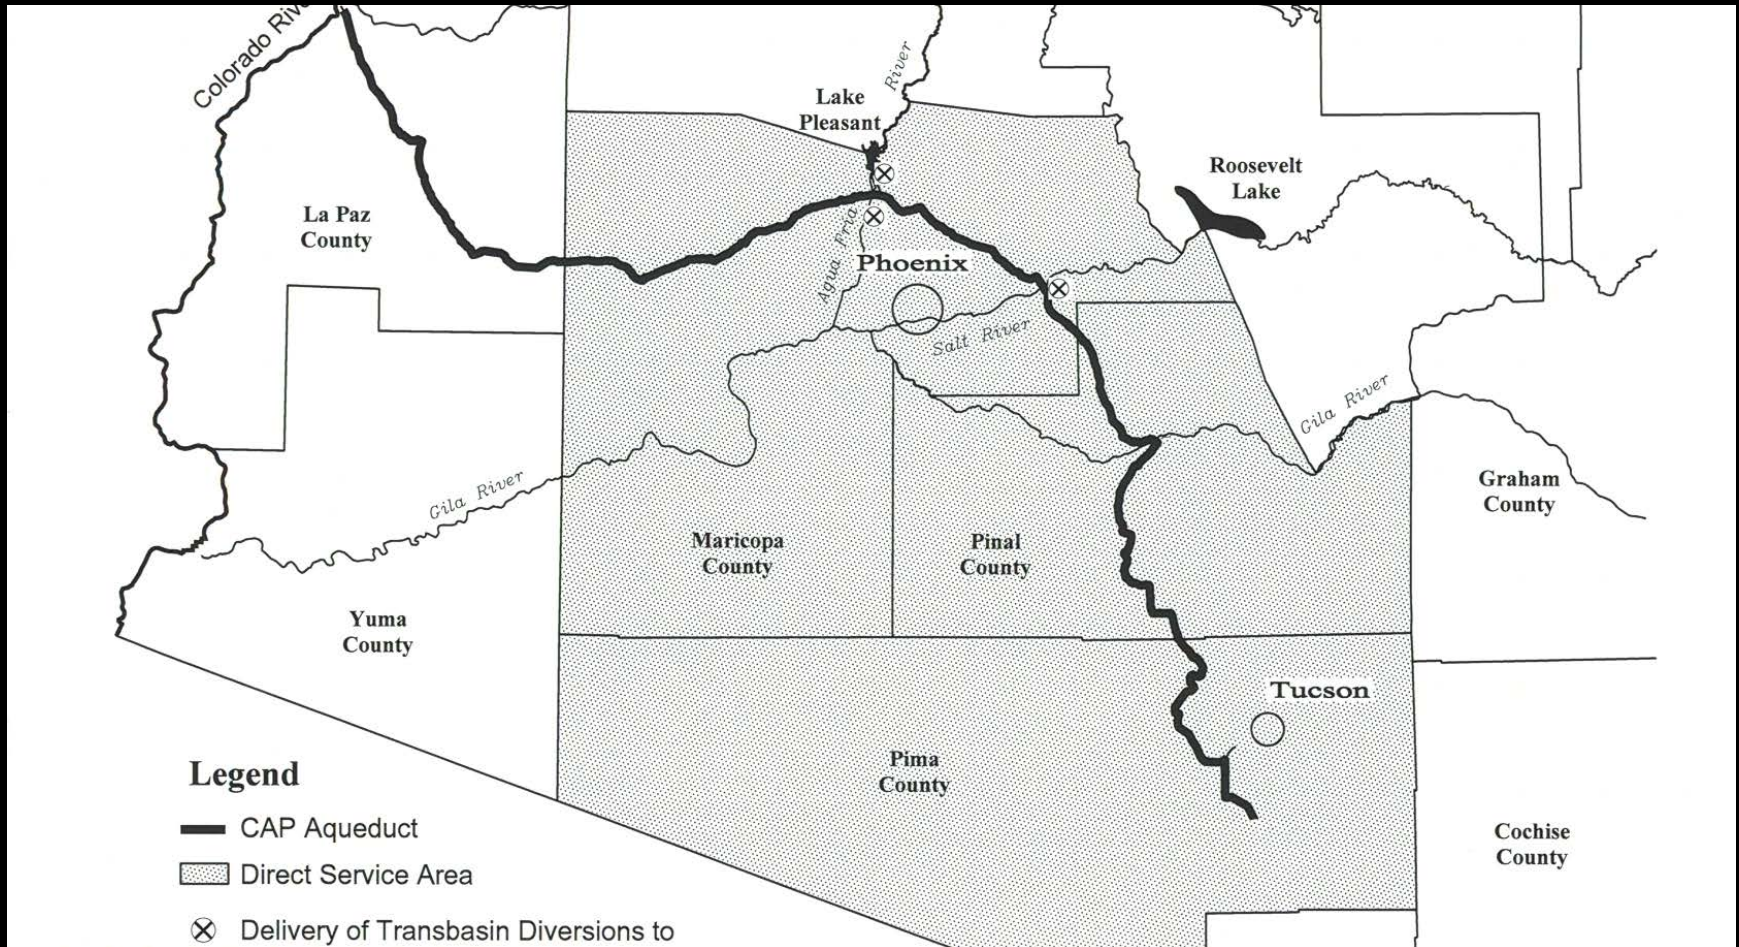 Colorado Rive
River
Lake
Pleasant
Roosevelt
Lake
La Paz
County
Agua Fria
Phoenix
Salt River
Gila River
Gila River
Graham
County
Maricopa
County
Pinal
County
Yuma
County
Tucson
Pima
County
Legend
CAP Aqueduct
Direct Service Area
Delivery of Transbasin Diversions to
Cochise
County